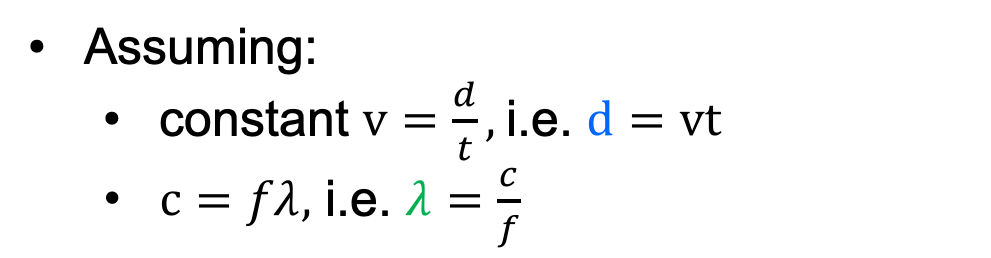 • Assuming:
• constant v = d/t, i.e. d = vt
• c = fλ, i.e. λ = c/f